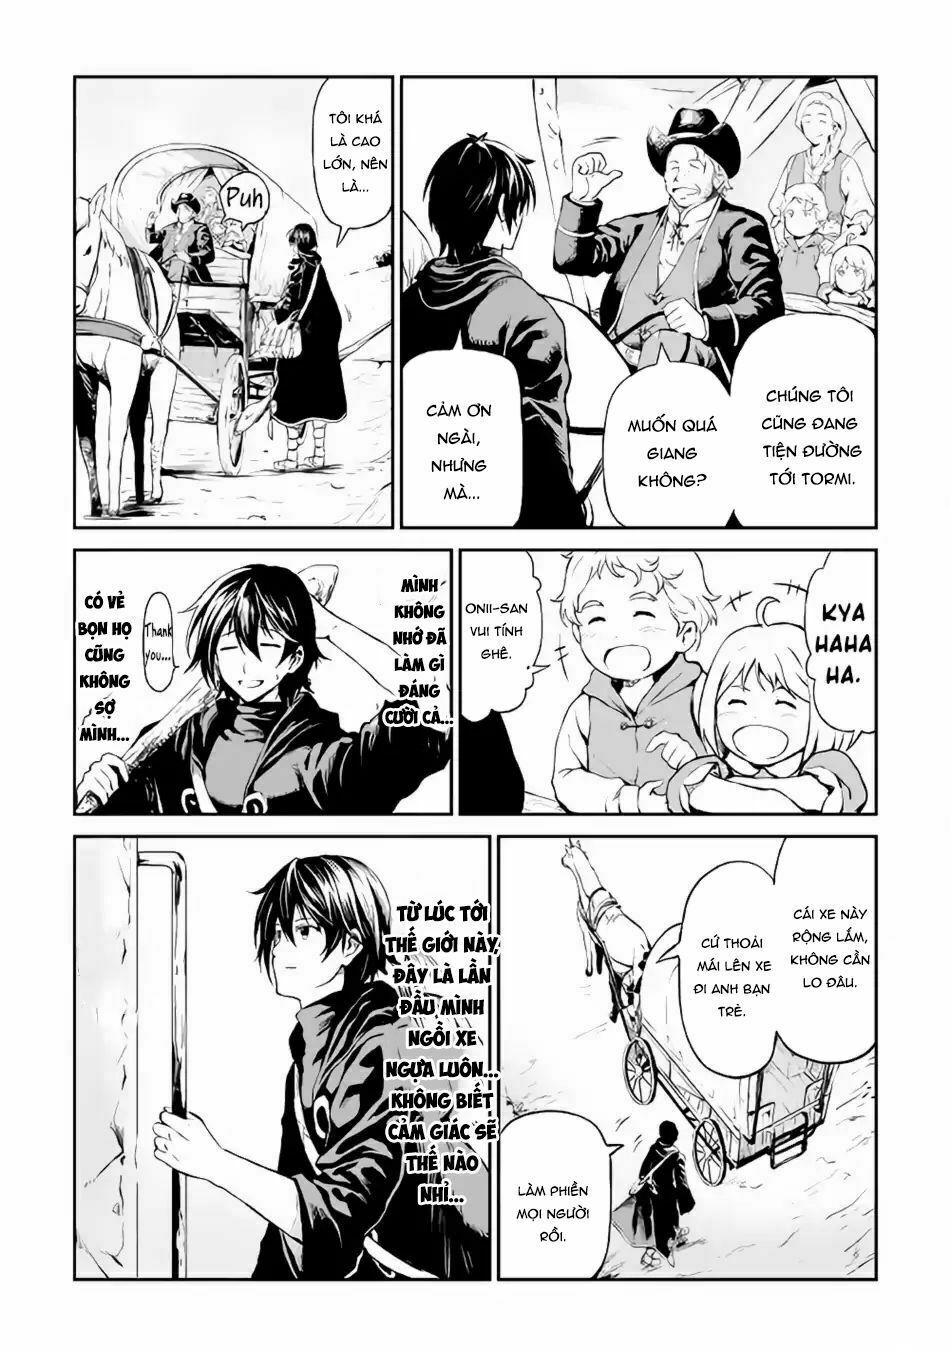 CHÚNG TÔI
CŨNG ĐANG
TIỆN ĐƯỜNG
TỚI TORMI.
MUỐN QUÁ
GIANG
KHÔNG?
CẢM ƠN
NGÀI,
NHƯNG
MÀ...
TÔI KHÁ
LÀ CAO
LỚN, NÊN
LÀ...
Puh
KYA
HAHA
HA.
ONII-SAN
VUI TÍNH
GHÊ.
MÌNH
KHÔNG
NHỚ ĐÃ
LÀM GÌ
ĐÁNG
CƯỜI CẢ...
Thank
you...
CÓ VẺ
BỌN HỌ
CŨNG
KHÔNG
SỢ
MÌNH...
CÁI XE NÀY
RỘNG LẮM,
KHÔNG CẦN
LO ĐÂU.
CỨ THOẢI
MÁI LÊN XE
ĐI ANH BẠN
TRẺ.
LÀM PHIỀN
MỌI NGƯỜI
RỒI.
TỪ LÚC TỚI
THẾ GIỚI NÀY,
ĐÂY LÀ LẦN
ĐẦU MÌNH
NGỒI XE
NGỰA LUÔN...
KHÔNG BIẾT
CẢM GIÁC SẼ
THẾ NÀO
NHỈ...